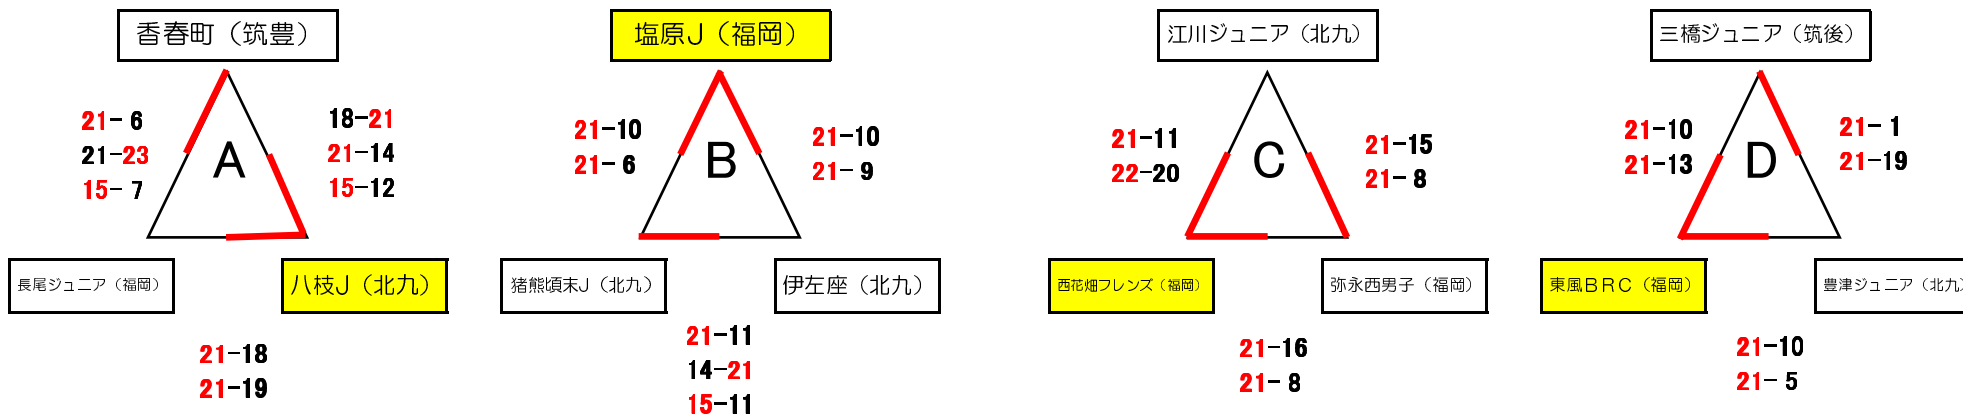 香春町（筑豊）
21- 6
21-23
15- 7
A
18-21
21-14
15-12
長尾ジュニア（福岡）
八枝J（北九）
21-18
21-19
塩原J（福岡）
21-10
21- 6
B
21-10
21- 9
猪熊頃末J（北九）
伊左座（北九）
21-11
14-21
15-11
江川ジュニア（北九）
21-11
22-20
C
21-15
21- 8
西花畑フレンズ（福岡）
弥永西男子（福岡）
21-16
21- 8
三橋ジュニア（筑後）
21-10
21-13
D
21- 1
21-19
東風BRC（福岡）
豊津ジュニア（北九）
21-10
21- 5